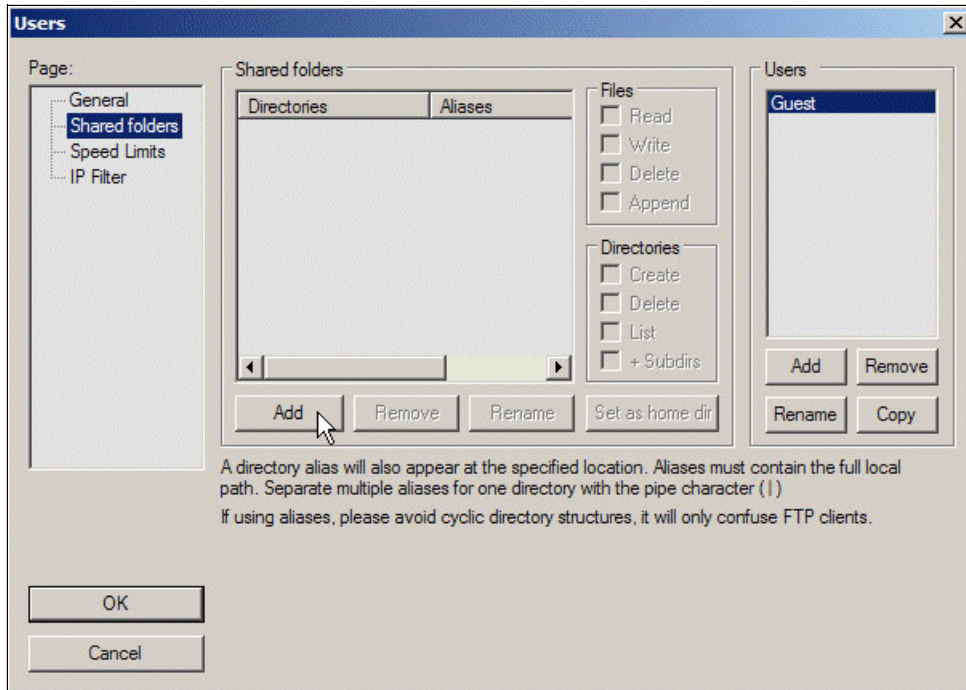 Users
Page:
General
Shared folders
Speed Limits
IP Filter
Shared folders
Directories Aliases
Files
Read
Write
Delete
Append
Directories
Create
Delete
List
+ Subdirs
Add Remove Rename Set as home dir
Users
Guest
Add Remove
Rename Copy
A directory alias will also appear at the specified location. Aliases must contain the full local
path. Separate multiple aliases for one directory with the pipe character ( | )
If using aliases, please avoid cyclic directory structures, it will only confuse FTP clients.
OK
Cancel